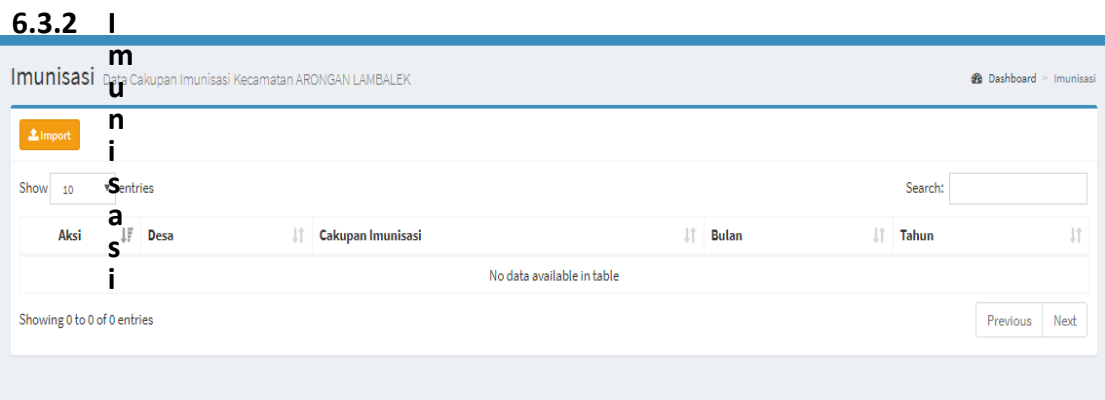 6.3.2 Imunisasi
Imunisasi Data Cakupan Imunisasi Kecamatan ARONGAN LAMBALEK
Dashboard > Imunisasi
Import
Show 10 entries
Search:
Aksi Desa Cakupan Imunisasi Bulan Tahun
No data available in table
Showing 0 to 0 of 0 entries
Previous Next